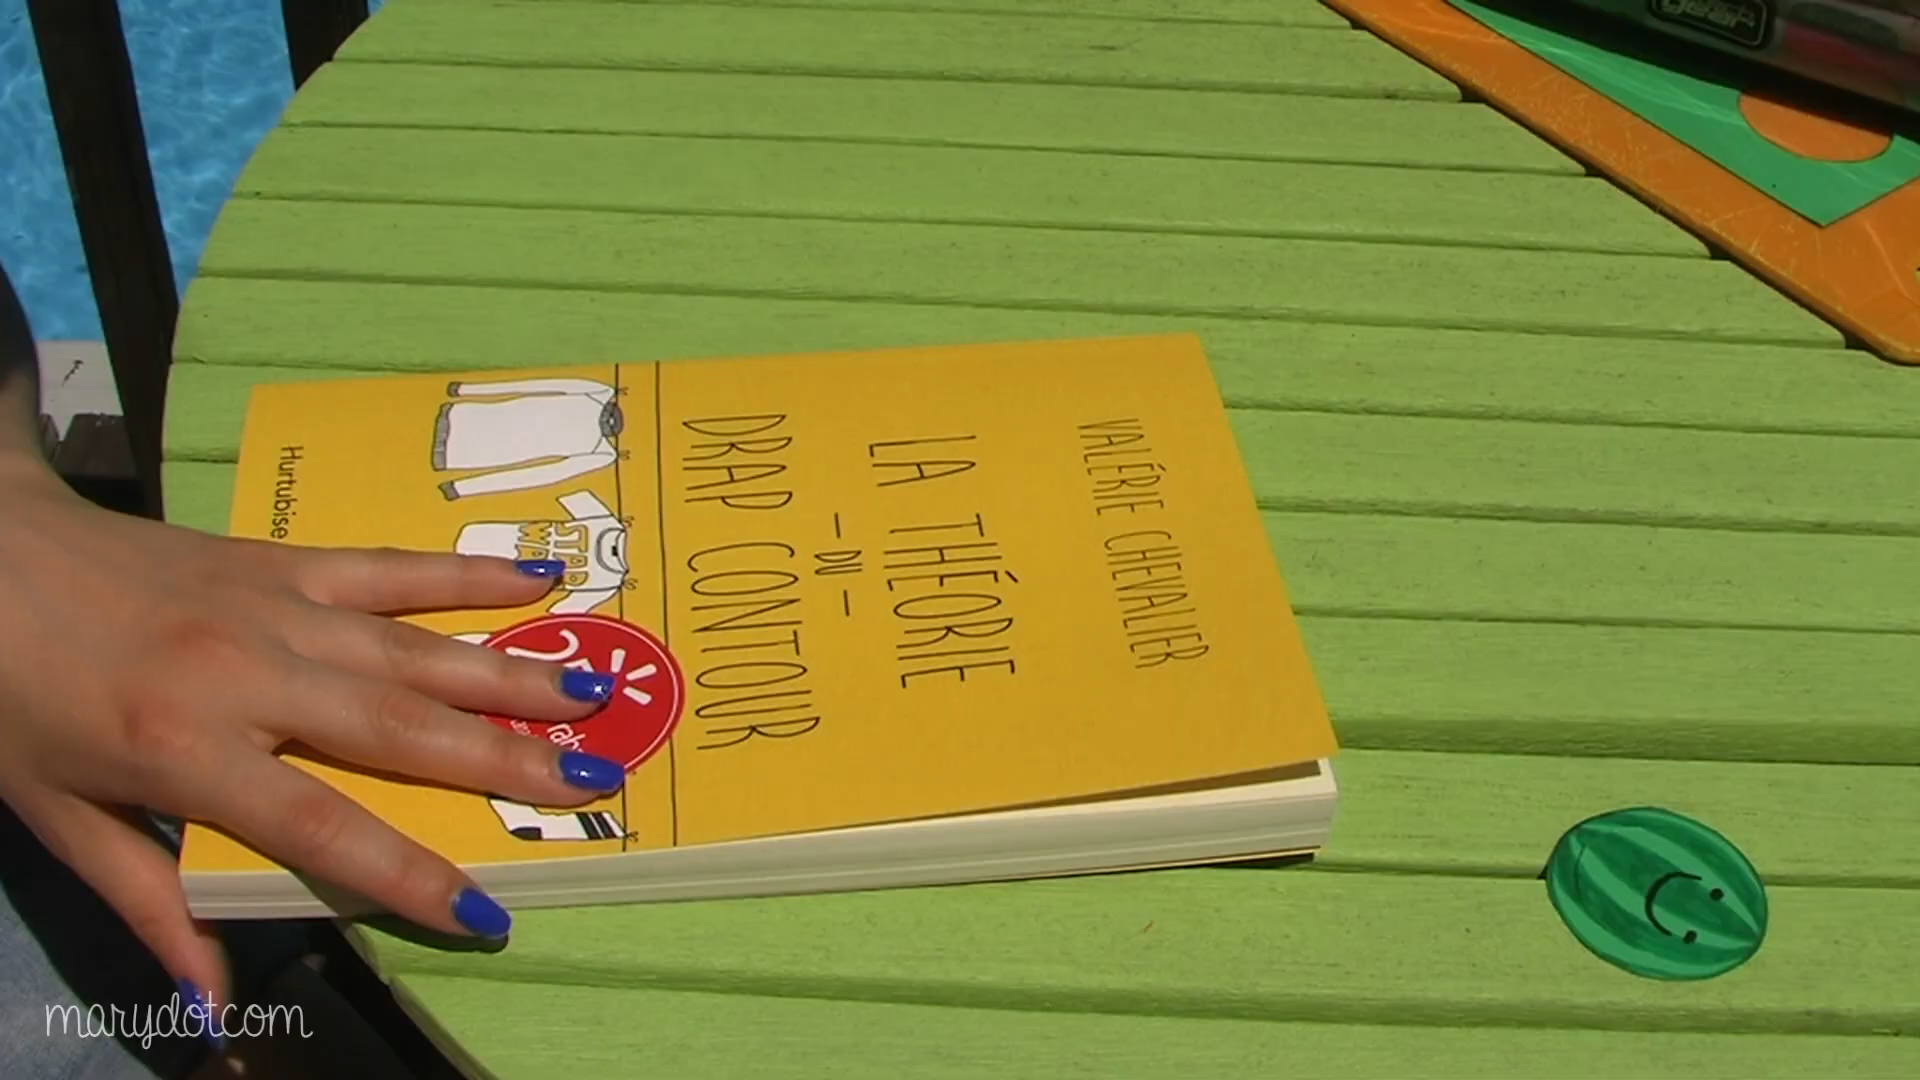 VALÉRIE CHEVALIER
LA THÉORIE
- DU -
DRAP CONTOUR
Hurtubise
marydotcom